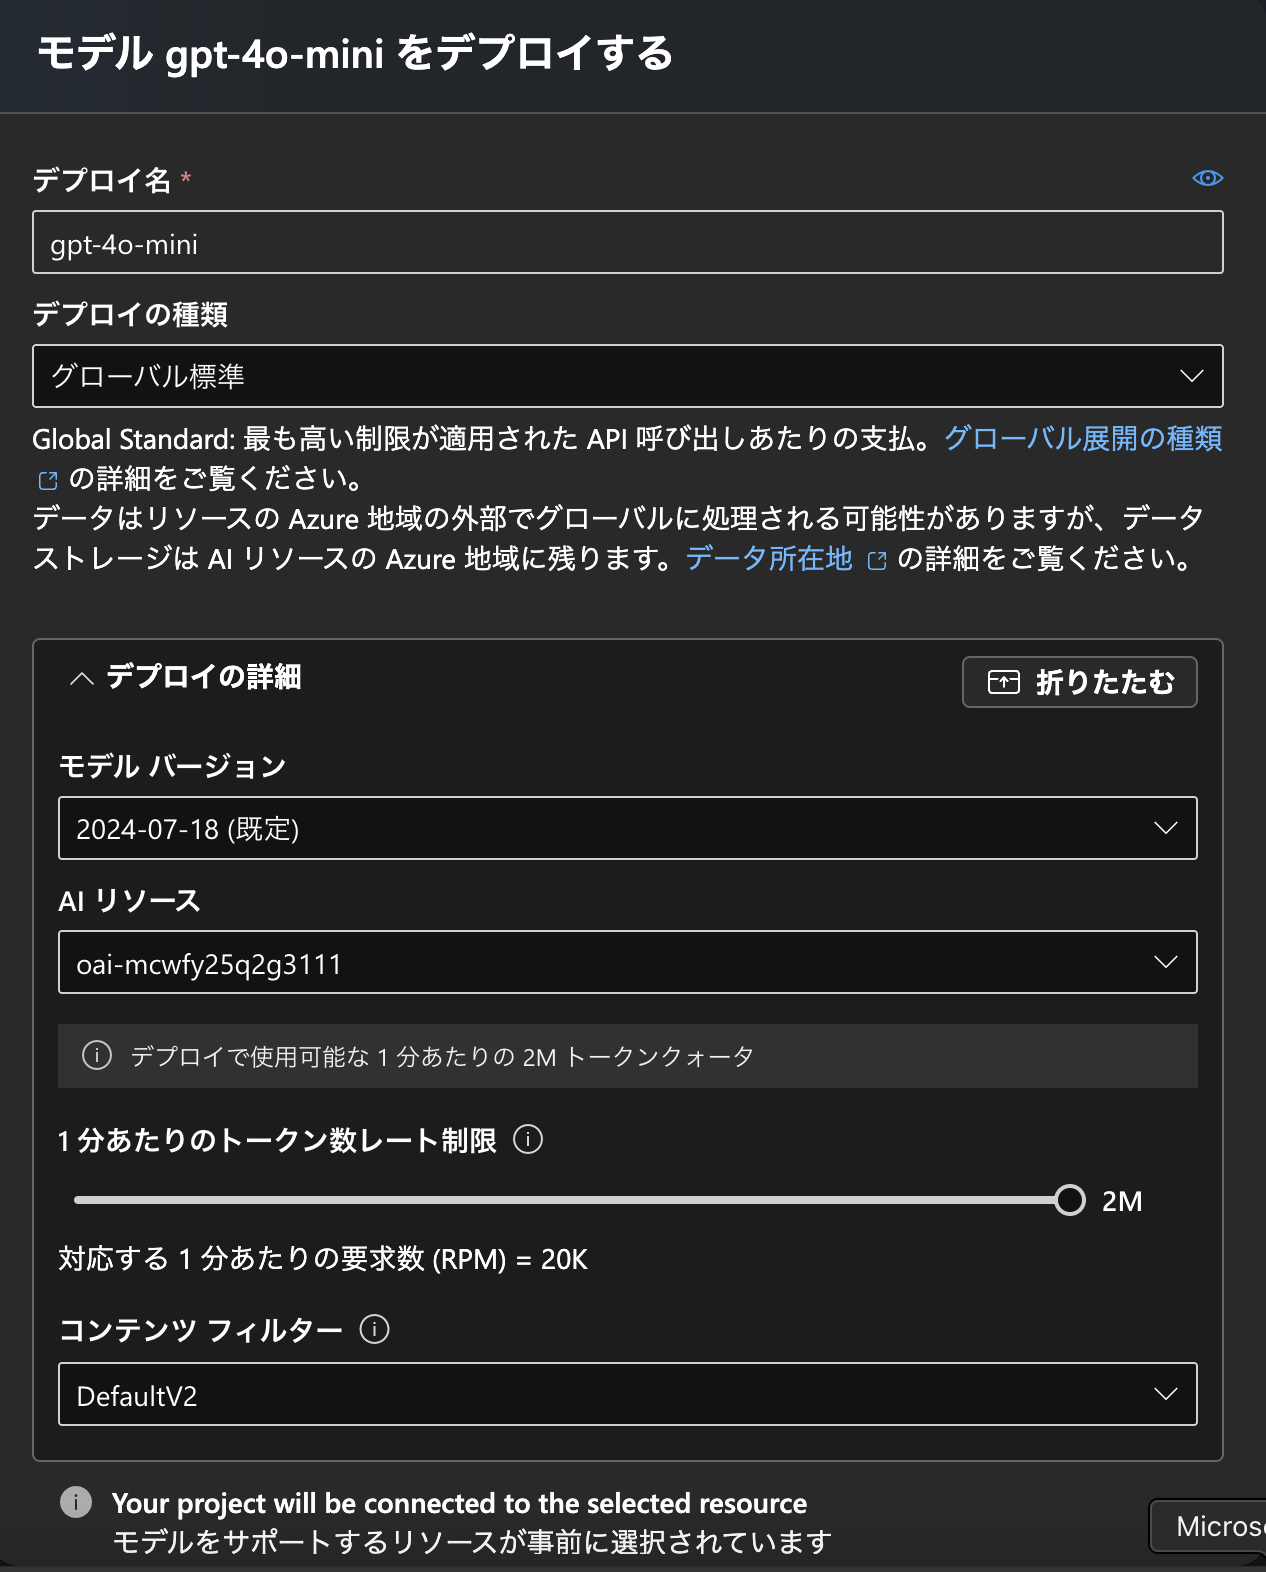 モデル gpt-4o-mini をデプロイする
デプロイ名 *
gpt-4o-mini
デプロイの種類
グローバル標準
Global Standard: 最も高い制限が適用された API 呼び出しあたりの支払。グローバル展開の種類
の詳細をご覧ください。
データはリソースの Azure 地域の外部でグローバルに処理される可能性がありますが、データ
ストレージは AI リソースの Azure 地域に残ります。データ所在地 の詳細をご覧ください。
デプロイの詳細
折りたたむ
モデル バージョン
2024-07-18 (既定)
AI リソース
oai-mcwfy25q2g3111
デプロイで使用可能な 1 分あたりの 2M トークンクォータ
1 分あたりのトークン数レート制限
2M
対応する 1 分あたりの要求数 (RPM) = 20K
コンテンツ フィルター
DefaultV2
Your project will be connected to the selected resource
モデルをサポートするリソースが事前に選択されています